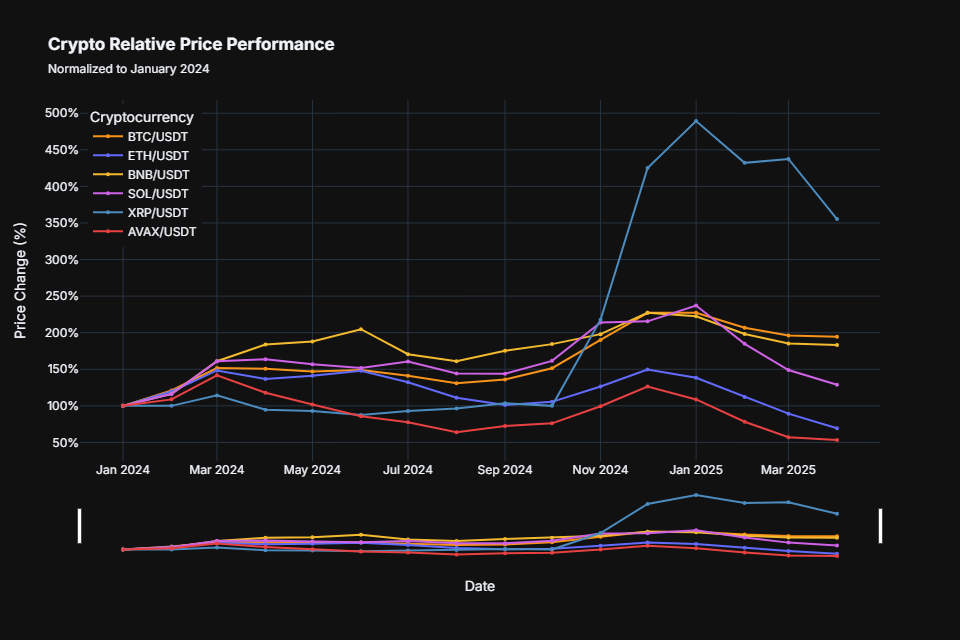 Crypto Relative Price Performance
Normalized to January 2024
500%
450%
400%
350%
300%
250%
200%
150%
100%
50%
Price Change (%)
Cryptocurrency
BTC/USDT
ETH/USDT
BNB/USDT
SOL/USDT
XRP/USDT
AVAX/USDT
Jan 2024 Mar 2024 May 2024 Jul 2024 Sep 2024 Nov 2024 Jan 2025 Mar 2025
Date